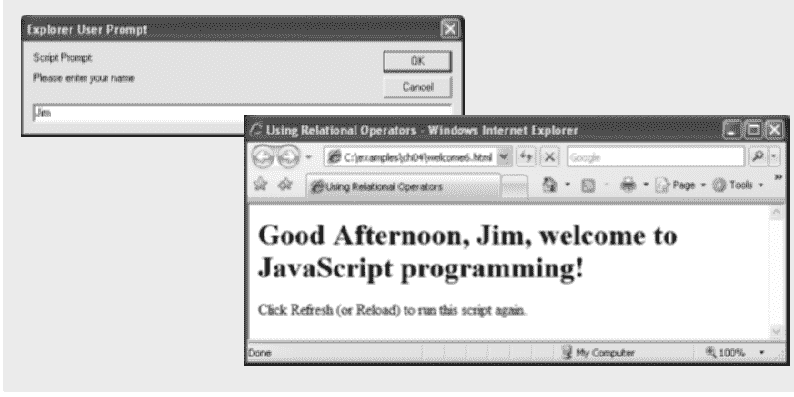 Explorer User Prompt
Script Prompt:
Please enter your name
OK
Cancel
Jim
Using Relational Operators - Windows Internet Explorer
C:\examples\ch04\welcome6.html
Google
Using Relational Operators
Page
Tools
Good Afternoon, Jim, welcome to
JavaScript programming!
Click Refresh (or Reload) to run this script again.
Done
My Computer
100%